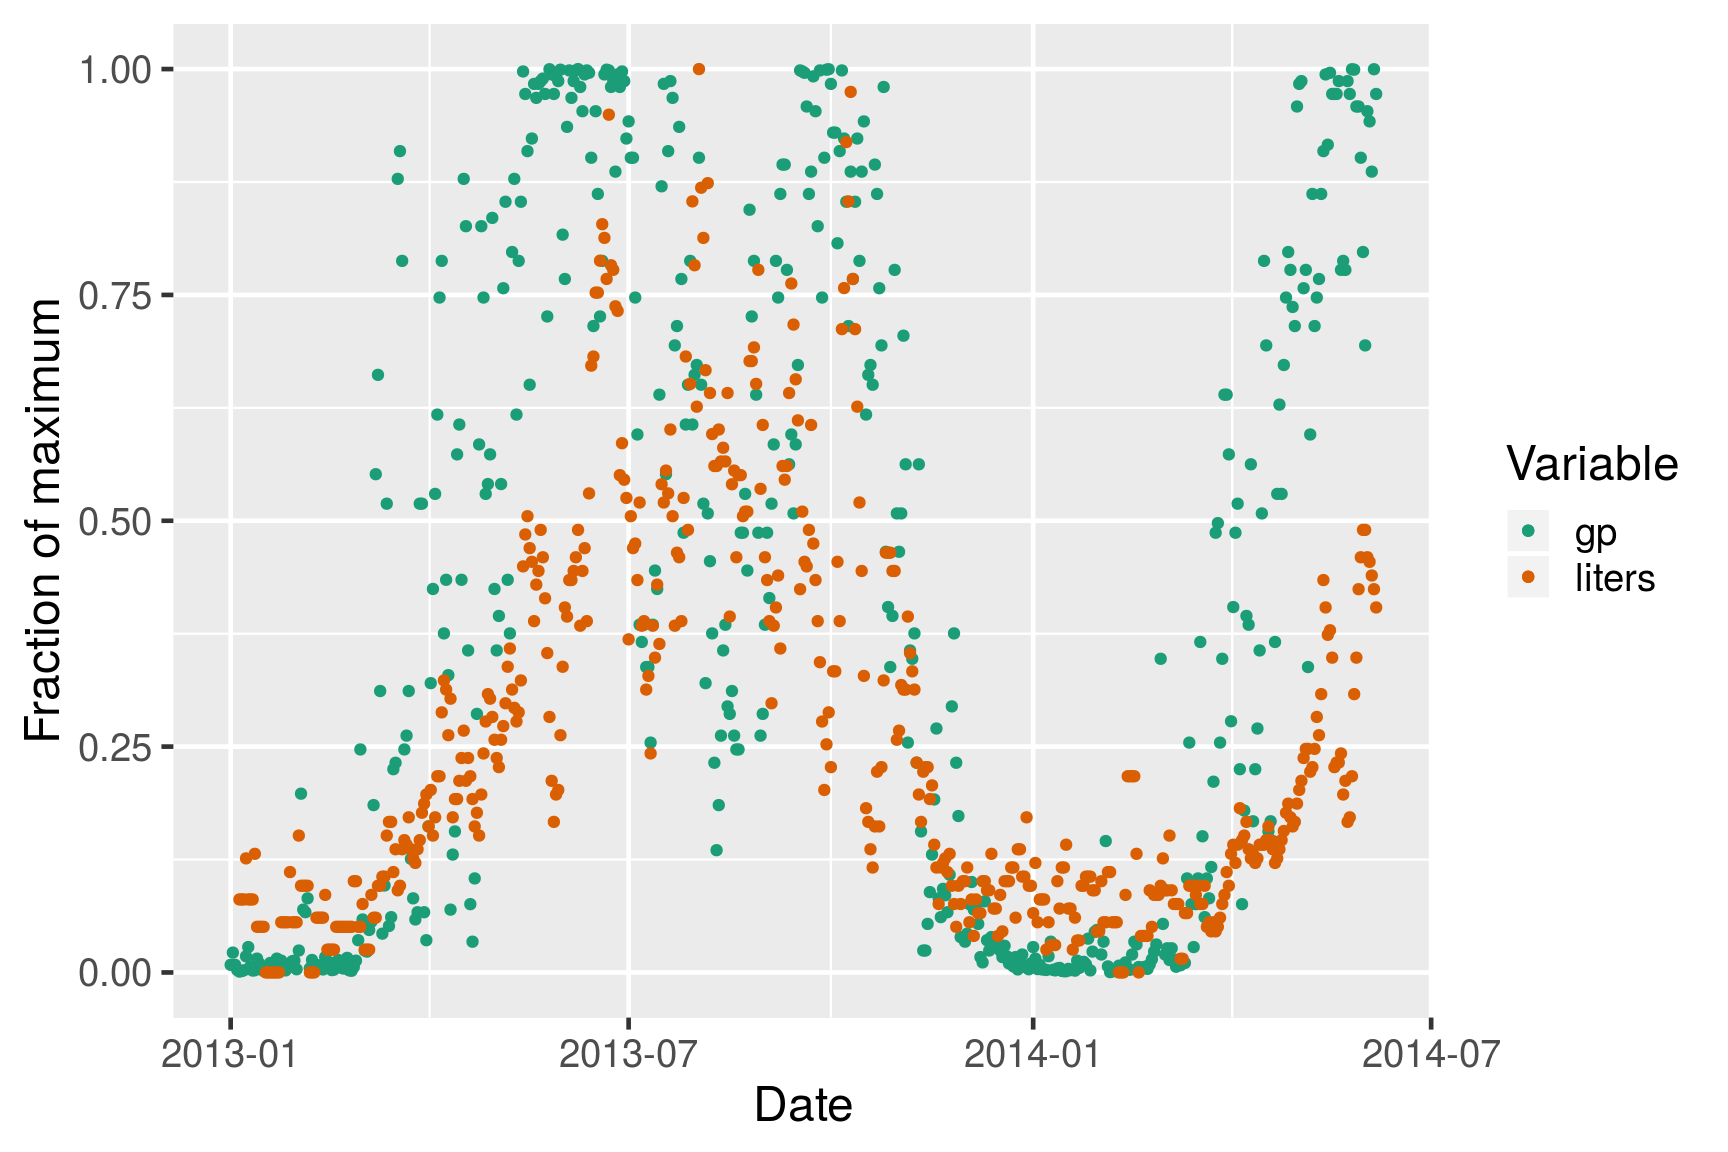 1.00
0.75
0.50
0.25
0.00
Fraction of maximum
2013-01
2013-07
2014-01
2014-07
Date
Variable
gp
liters